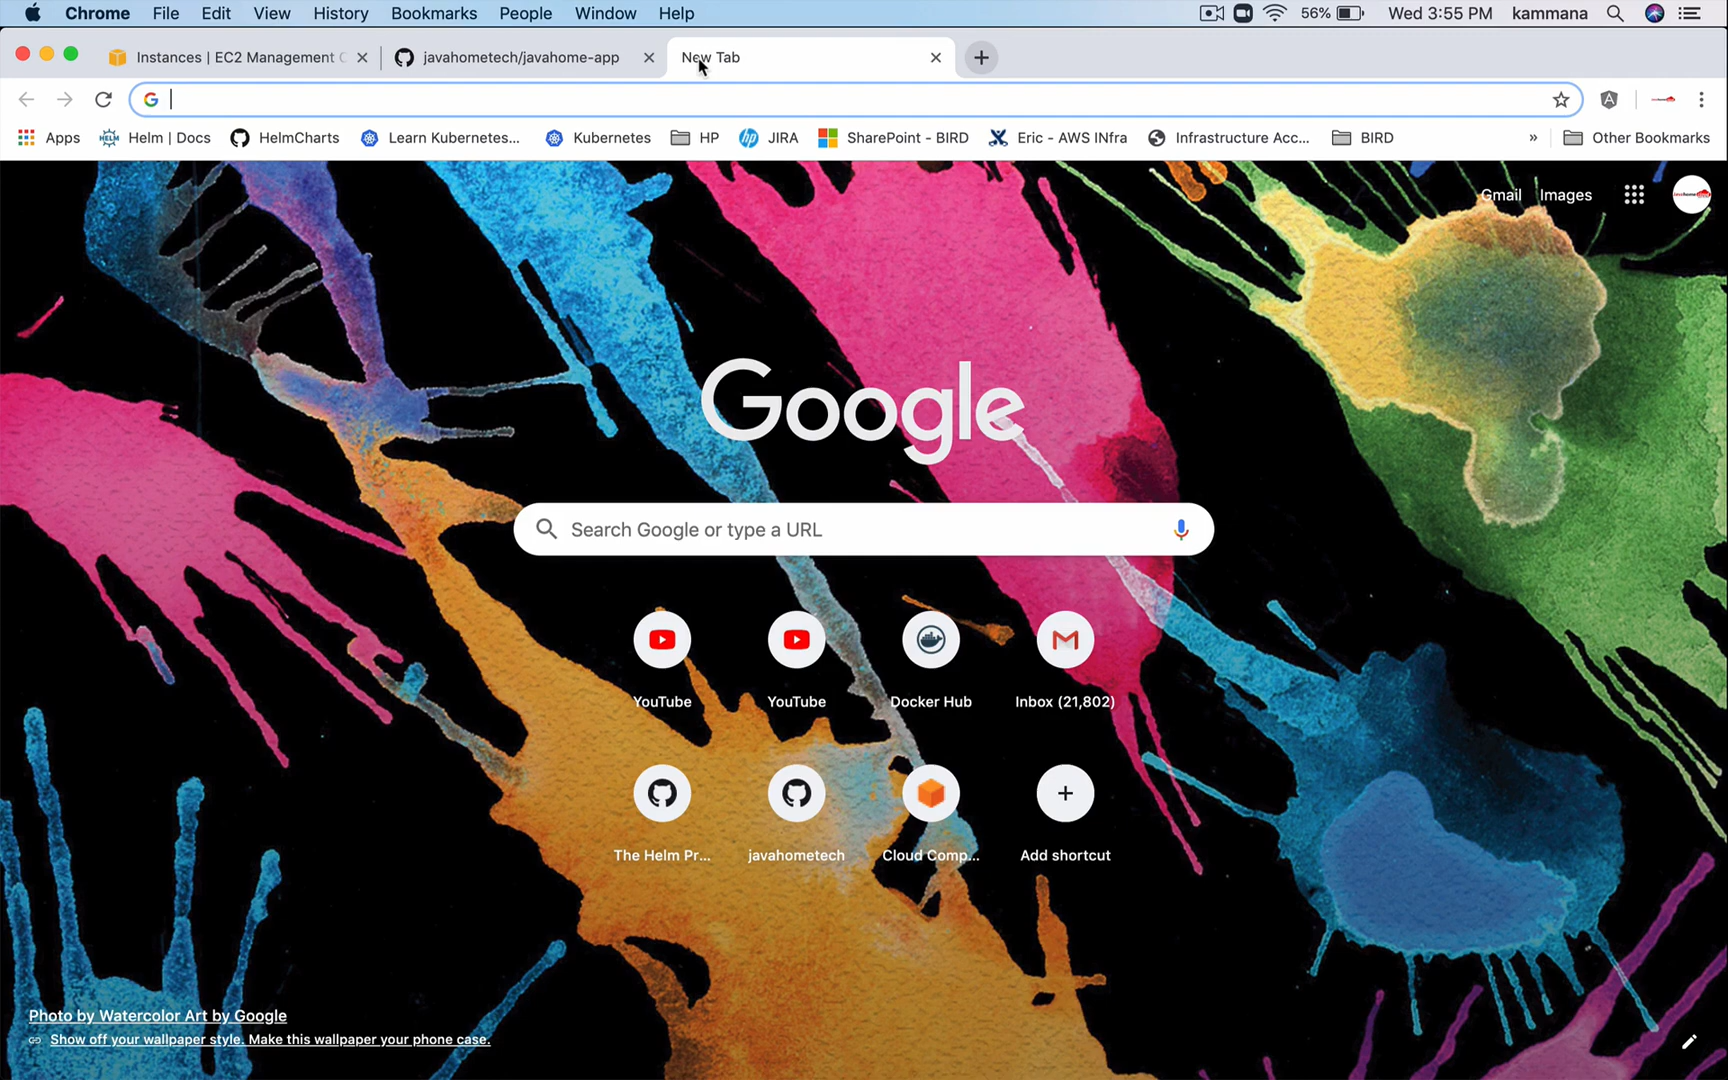 Chrome File Edit View History Bookmarks People Window Help 56% Wed 3:55 PM kammana
Instances | EC2 Management C javahometech/javahome-app New Tab
Apps Helm | Docs HelmCharts Learn Kubernetes... Kubernetes HP JIRA SharePoint - BIRD Eric - AWS INfra Infrastructure Acc... BIRD » Other Bookmarks
Gmail Images
Google
Search Google or type a URL
YouTube YouTube Docker Hub Inbox (21,802)
The Helm Pr... javahometech Cloud Comp... Add shortcut
Photo by Watercolor Art by Google
Show off your wallpaper style. Make this wallpaper your phone case.